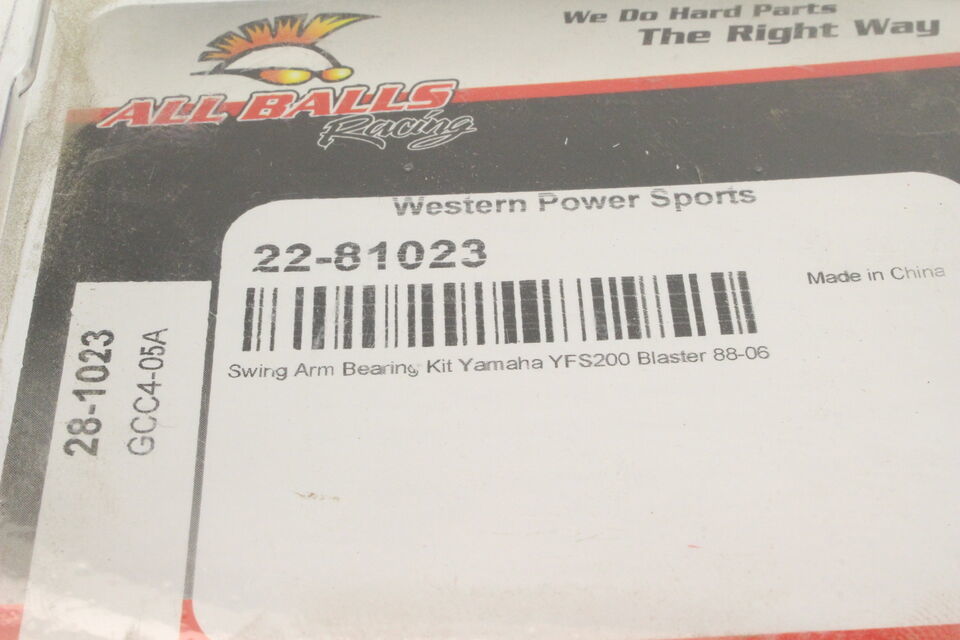 We Do Hard Parts
The Right Way
ALL BALLS
Racing
Western Power Sports
22-81023
Made in China
Swing Arm Bearing Kit Yamaha YFS200 Blaster 88-06
28-1023
GCC4-05A